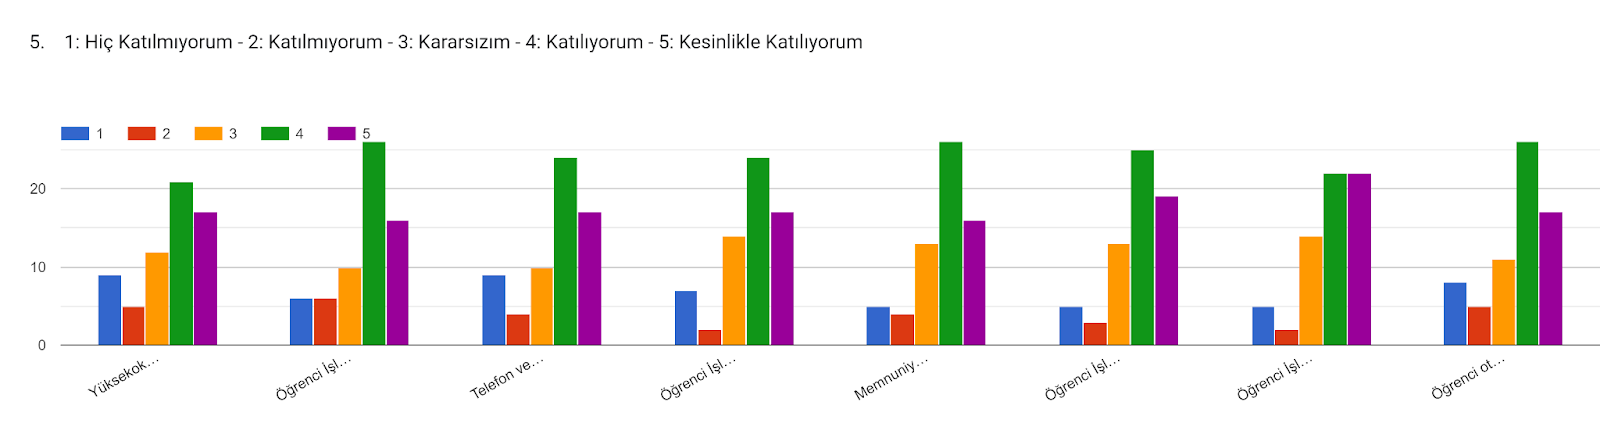 5. 1: Hiç Katılmıyorum - 2: Katılmıyorum - 3: Kararsızım - 4: Katılıyorum - 5: Kesinlikle Katılıyorum
1 2 3 4 5
20
10
0
Yüksekok...
Öğrenci İşl...
Telefon ve...
Öğrenci İşl...
Memnuniy...
Öğrenci İşl...
Öğrenci İşl...
Öğrenci ot...